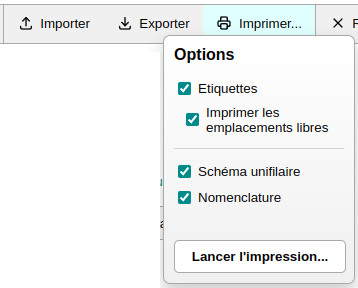 Importer
Exporter
Imprimer...
Options
Etiquettes
Imprimer les
emplacements libres
Schéma unifilaire
Nomenclature
Lancer l'impression...